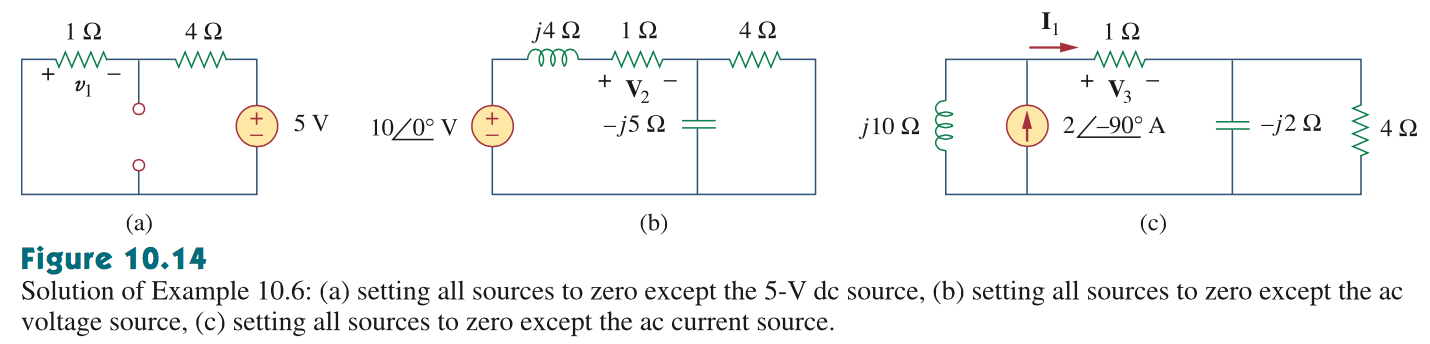 1 Ω 4 Ω
+ v₁ −
+ − 5 V
(a)
j4 Ω 1 Ω 4 Ω
+ V₂ −
10∠0° V + − −j5 Ω
(b)
I₁ 1 Ω
+ V₃ −
j10 Ω 2∠−90° A −j2 Ω 4 Ω
(c)
Figure 10.14
Solution of Example 10.6: (a) setting all sources to zero except the 5-V dc source, (b) setting all sources to zero except the ac
voltage source, (c) setting all sources to zero except the ac current source.